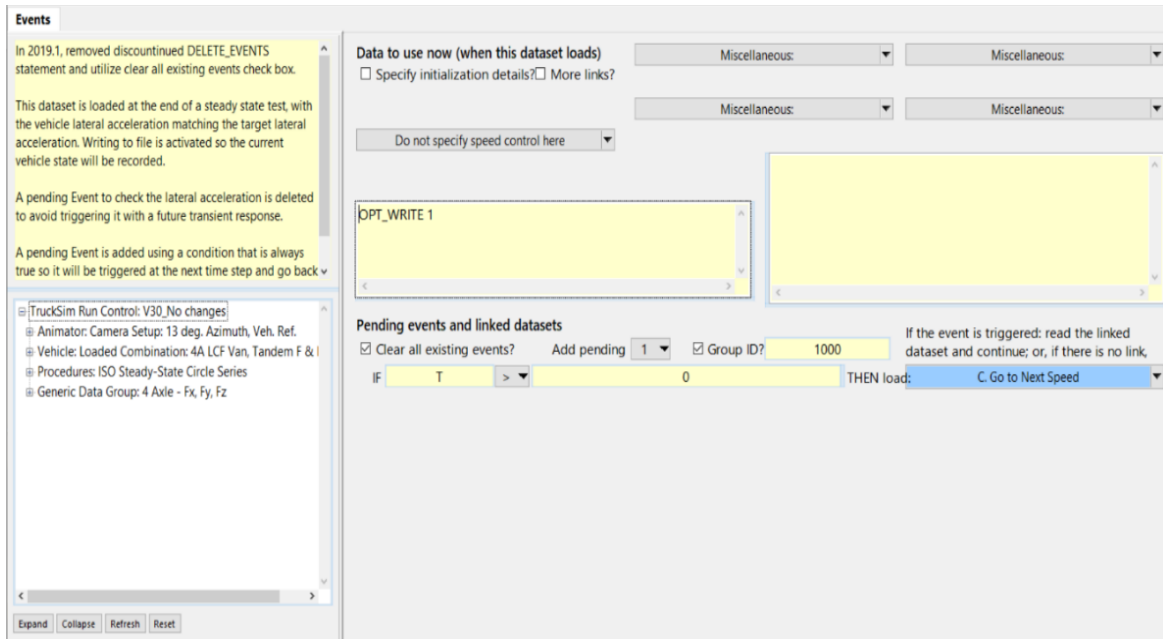 Events
In 2019.1, removed discountinued DELETE_EVENTS
statement and utilize clear all existing events check box.
This dataset is loaded at the end of a steady state test, with
the vehicle lateral acceleration matching the target lateral
acceleration. Writing to file is activated so the current
vehicle state will be recorded.
A pending Event to check the lateral acceleration is deleted
to avoid triggering it with a future transient response.
A pending Event is added using a condition that is always
true so it will be triggered at the next time step and go back
TruckSim Run Control: V30_No changes
Animator: Camera Setup: 13 deg. Azimuth, Veh. Ref.
Vehicle: Loaded Combination: 4A LCF Van, Tandem F &
Procedures: ISO Steady-State Circle Series
Generic Data Group: 4 Axle - Fx, Fy, Fz
Expand Collapse Refresh Reset
Data to use now (when this dataset loads)
Miscellaneous: Miscellaneous:
Specify initialization details? More links?
Miscellaneous: Miscellaneous:
Do not specify speed control here
OPT_WRITE 1
Pending events and linked datasets
Clear all existing events? Add pending 1 Group ID? 1000
If the event is triggered: read the linked
dataset and continue; or, if there is no link,
IF T > 0 THEN load: C. Go to Next Speed